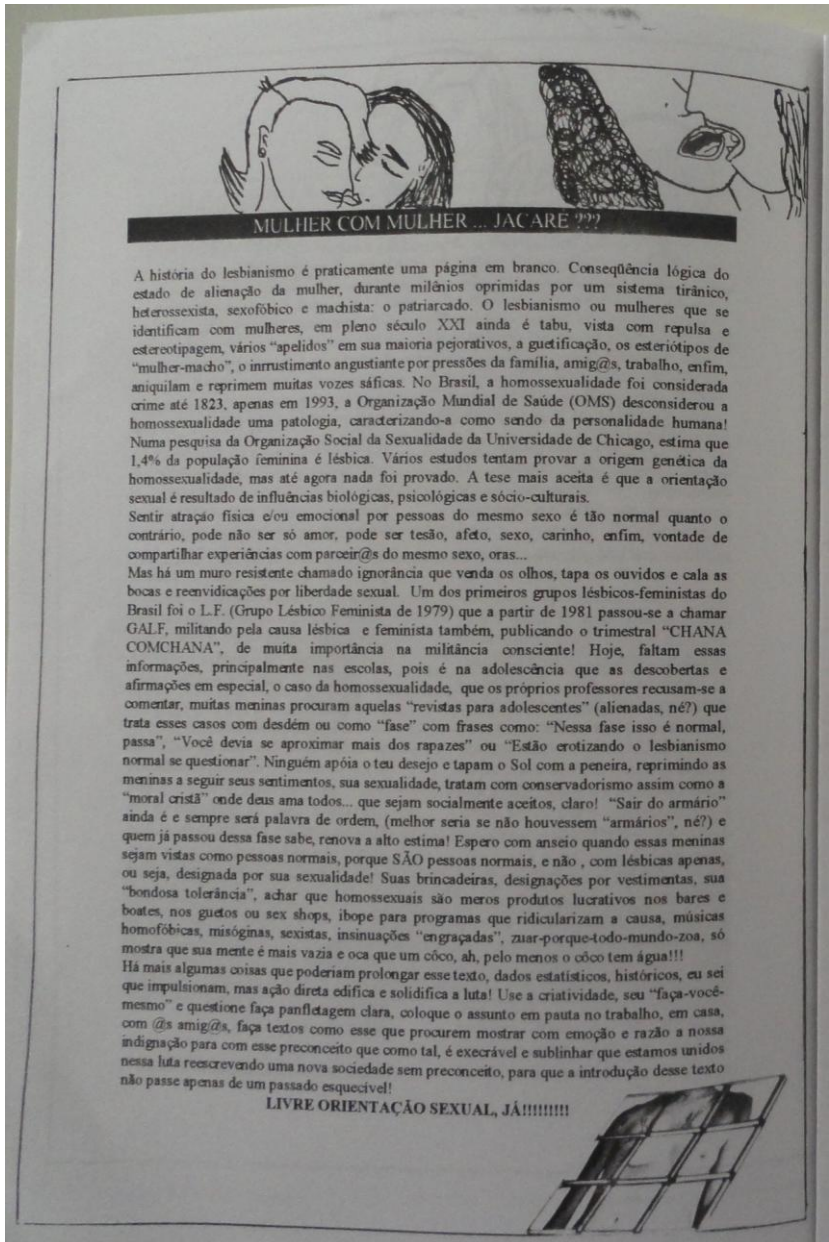 MULHER COM MULHER ... JACARÉ ???
A história do lesbianismo é praticamente uma página em branco. Conseqüência lógica do
estado de alienação da mulher, durante milênios oprimidas por um sistema tirânico,
heterossexista, sexofóbico e machista: o patriarcado. O lesbianismo ou mulheres que se
identificam com mulheres, em pleno século XXI ainda é tabu, vista com repulsa e
estereotipagem, vários “apelidos” em sua maioria pejorativos, a guetificação, os esteriótipos de
“mulher-macho”, o inrrustimento angustiante por pressões da família, amig@s, trabalho, enfim,
aniquilam e reprimem muitas vozes sáficas. No Brasil, a homossexualidade foi considerada
crime até 1823, apenas em 1993, a Organização Mundial de Saúde (OMS) desconsiderou a
homossexualidade uma patologia, caracterizando-a como sendo da personalidade humana!
Numa pesquisa da Organização Social da Sexualidade da Universidade de Chicago, estima que
1,4% da população feminina é lésbica. Vários estudos tentam provar a origem genética da
homossexualidade, mas até agora nada foi provado. A tese mais aceita é que a orientação
sexual é resultado de influências biológicas, psicológicas e sócio-culturais.
Sentir atração física e/ou emocional por pessoas do mesmo sexo é tão normal quanto o
contrário, pode não ser só amor, pode ser tesão, afeto, sexo, carinho, enfim, vontade de
compartilhar experiências com parceir@s do mesmo sexo, oras...
Mas há um muro resistente chamado ignorância que venda os olhos, tapa os ouvidos e cala as
bocas e reenvidicações por liberdade sexual. Um dos primeiros grupos lésbicos-feministas do
Brasil foi o L.F. (Grupo Lésbico Feminista de 1979) que a partir de 1981 passou-se a chamar
GALF, militando pela causa lésbica e feminista também, publicando o trimestral “CHANA
COMCHANA”, de muita importância na militância consciente! Hoje, faltam essas
informações, principalmente nas escolas, pois é na adolescência que as descobertas e
afirmações em especial, o caso da homossexualidade, que os próprios professores recusam-se a
comentar, muitas meninas procuram aquelas “revistas para adolescentes” (alienadas, né?) que
trata esses casos com desdém ou como “fase” com frases como: “Nessa fase isso é normal,
passa”, “Você devia se aproximar mais dos rapazes” ou “Estão erotizando o lesbianismo
normal se questionar”. Ninguém apóia o teu desejo e tapam o Sol com a peneira, reprimindo as
meninas a seguir seus sentimentos, sua sexualidade, tratam com conservadorismo assim como a
“moral cristã” onde deus ama todos... que sejam socialmente aceitos, claro! “Sair do armário”
ainda é e sempre será palavra de ordem, (melhor seria se não houvessem “armários”, né?) e
quem já passou dessa fase sabe, renova a alto estima! Espero com anseio quando essas meninas
sejam vistas como pessoas normais, porque SÃO pessoas normais, e não , com lésbicas apenas,
ou seja, designada por sua sexualidade! Suas brincadeiras, designações por vestimentas, sua
“bondosa tolerância”, achar que homossexuais são meros produtos lucrativos nos bares e
boates, nos guetos ou sex shops, ibope para programas que ridicularizam a causa, músicas
homofóbicas, misóginas, sexistas, insinuações “engraçadas”, zuar-porque-todo-mundo-zoa, só
mostra que sua mente é mais vazia e oca que um côco, ah, pelo menos o côco tem água!!!
Há mais algumas coisas que poderiam prolongar esse texto, dados estatísticos, históricos, eu sei
que impulsionam, mas ação direta edifica e solidifica a luta! Use a criatividade, seu “faça-você-
mesmo” e questione faça panfletagem clara, coloque o assunto em pauta no trabalho, em casa,
com @s amig@s, faça textos como esse que procurem mostrar com emoção e razão a nossa
indignação para com esse preconceito que como tal, é execrável e sublinhar que estamos unidos
nessa luta reescrevendo uma nova sociedade sem preconceito, para que a introdução desse texto
não passe apenas de um passado esquecível!
LIVRE ORIENTAÇÃO SEXUAL, JÁ!!!!!!!!!